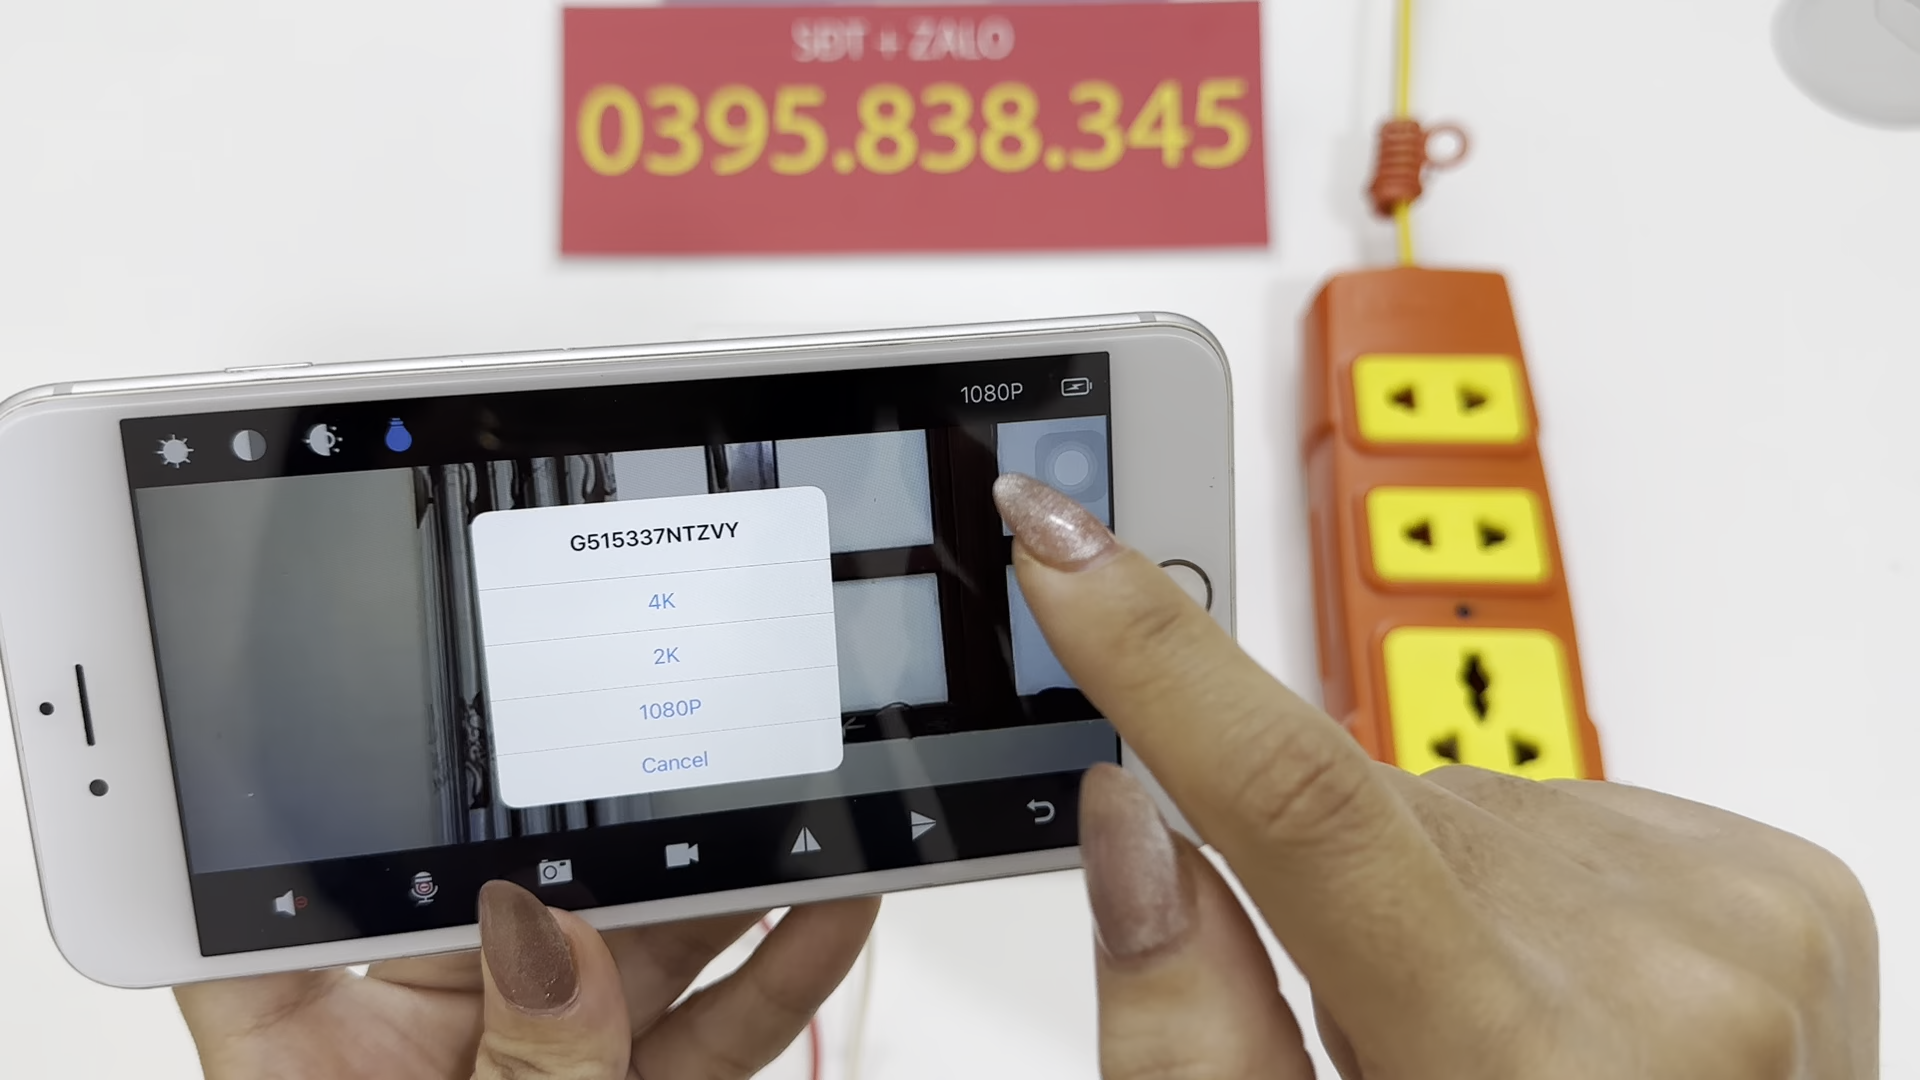 SĐT + ZALO
0395.838.345
1080P
G515337NTZVY
4K
2K
1080P
Cancel